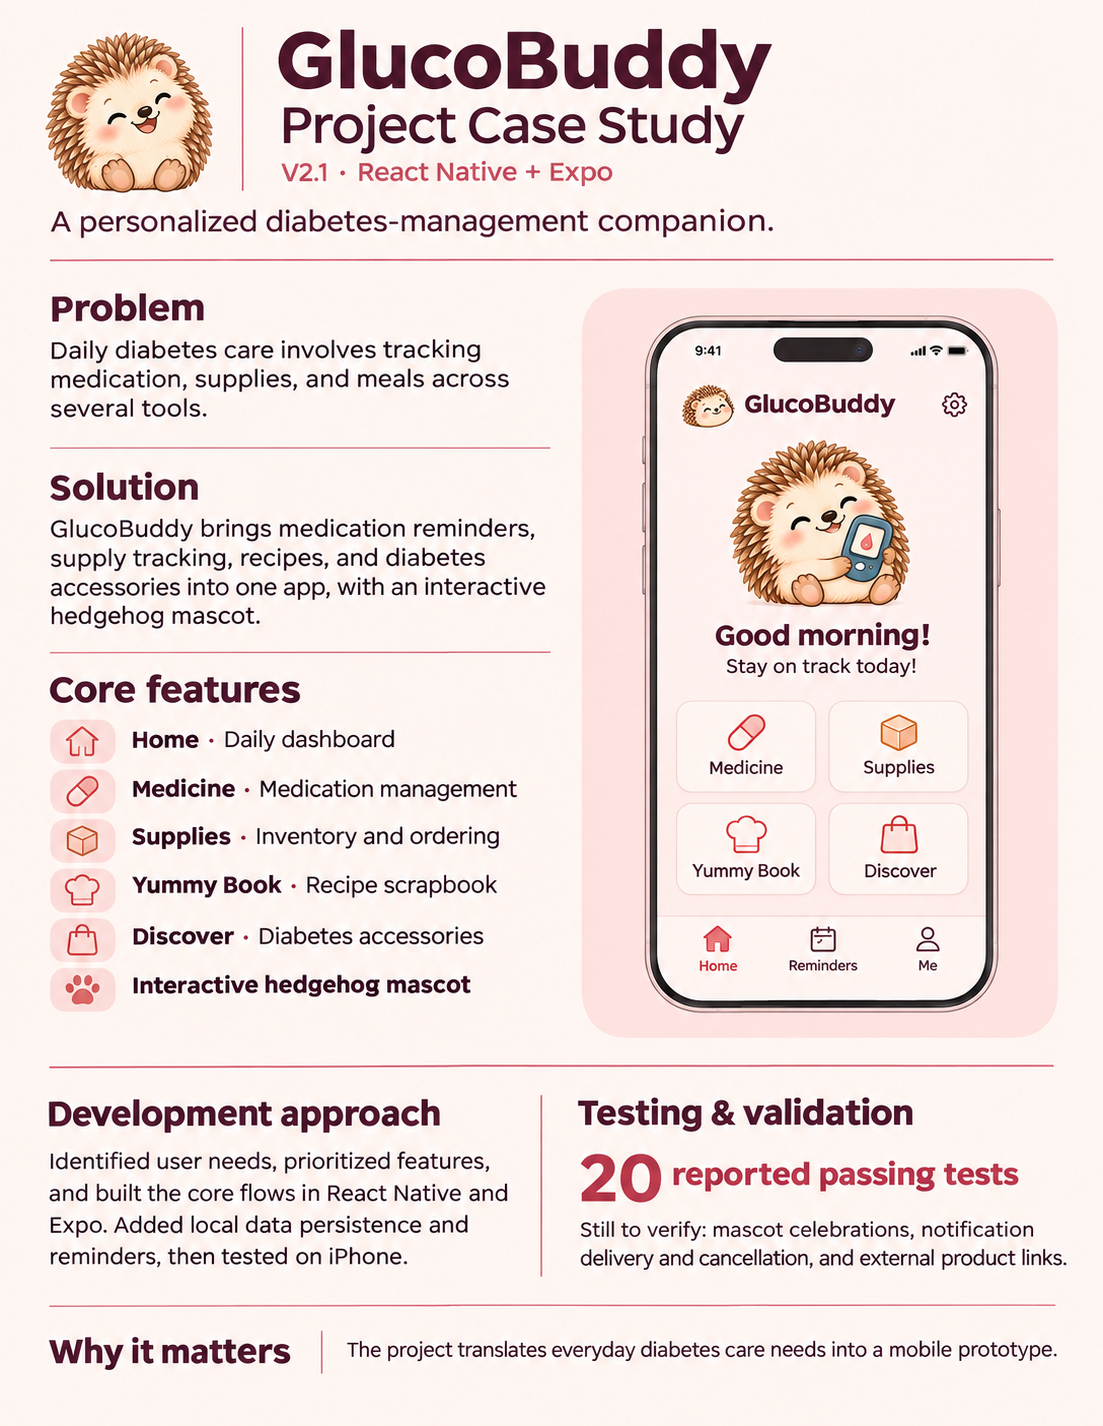 GlucoBuddy
Project Case Study
V2.1 · React Native + Expo
A personalized diabetes-management companion.
Problem
Daily diabetes care involves tracking
medication, supplies, and meals across
several tools.
Solution
GlucoBuddy brings medication reminders,
supply tracking, recipes, and diabetes
accessories into one app, with an interactive
hedgehog mascot.
Core features
Home · Daily dashboard
Medicine · Medication management
Supplies · Inventory and ordering
Yummy Book · Recipe scrapbook
Discover · Diabetes accessories
Interactive hedgehog mascot
9:41
GlucoBuddy
Good morning!
Stay on track today!
Medicine
Supplies
Yummy Book
Discover
Home
Reminders
Me
Development approach
Identified user needs, prioritized features,
and built the core flows in React Native and
Expo. Added local data persistence and
reminders, then tested on iPhone.
Testing & validation
20 reported passing tests
Still to verify: mascot celebrations, notification
delivery and cancellation, and external product links.
Why it matters
The project translates everyday diabetes care needs into a mobile prototype.